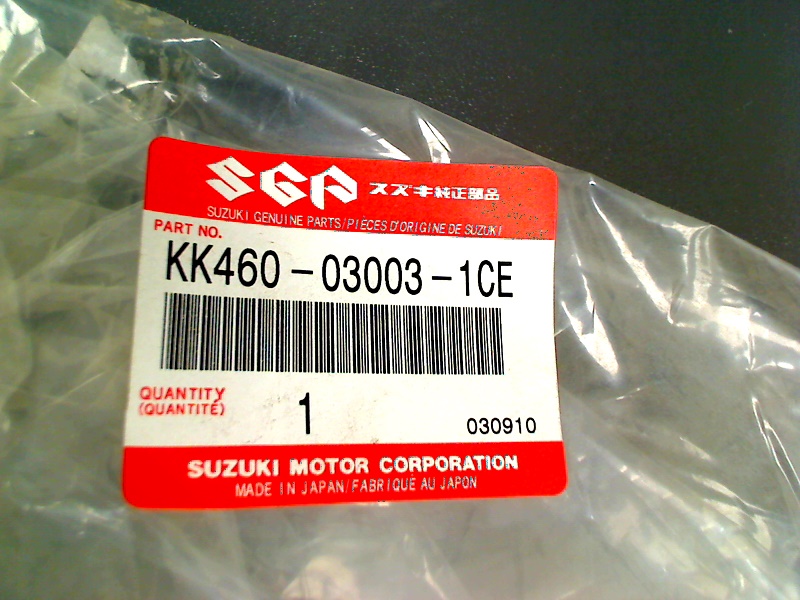 SGP スズキ純正部品
SUZUKI GENUINE PARTS/PIECES D'ORIGINE DE SUZUKI
PART NO.
KK460-03003-1CE
QUANTITY
(QUANTITÉ)
1
030910
SUZUKI MOTOR CORPORATION
MADE IN JAPAN/FABRIQUÉ AU JAPON